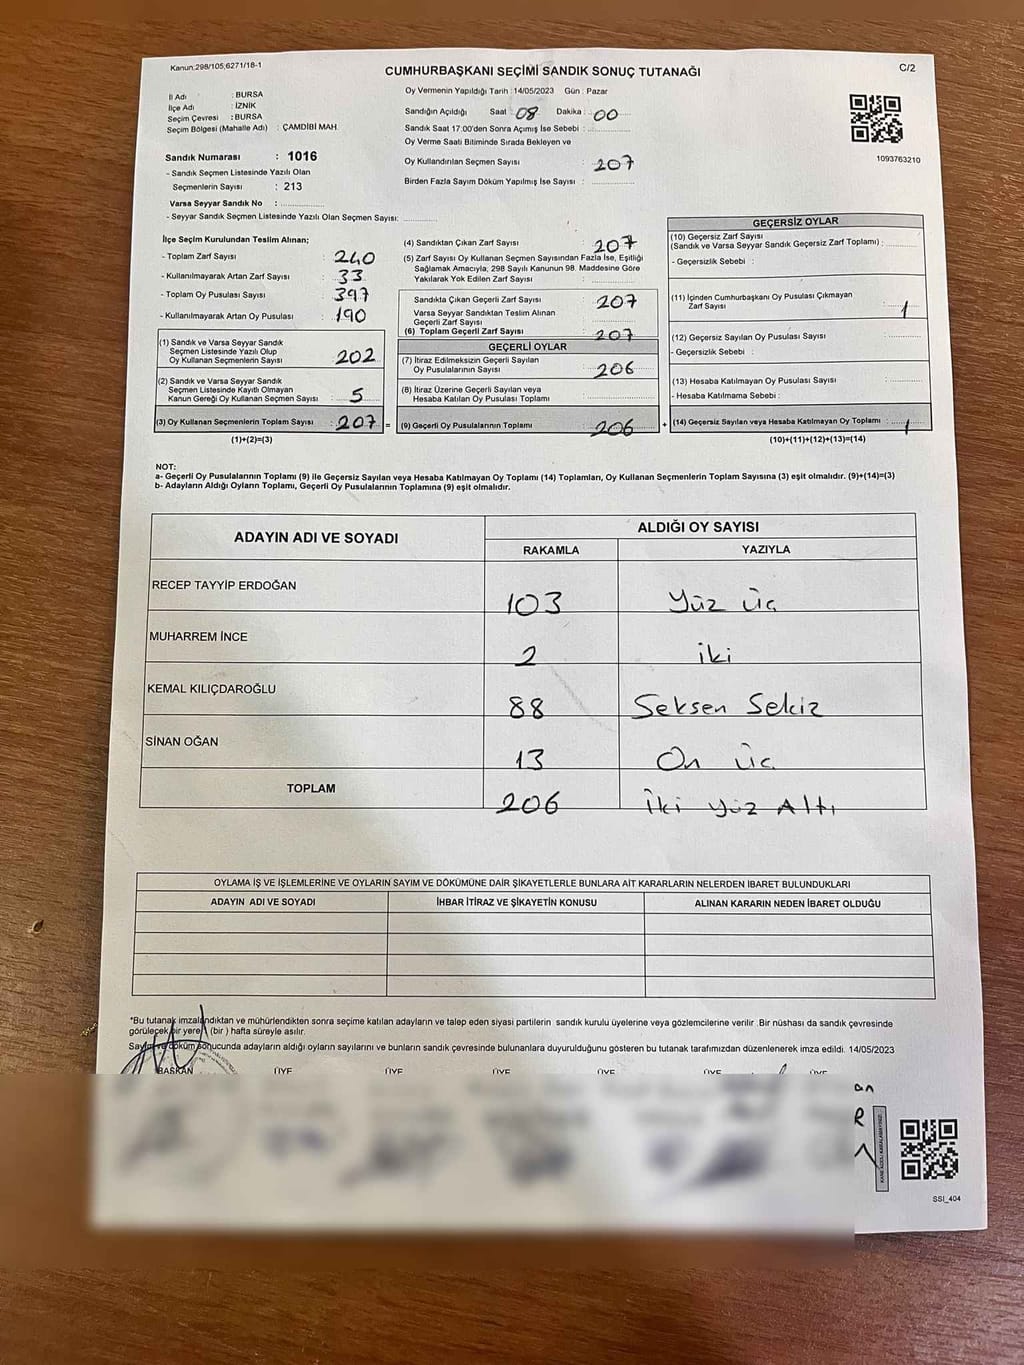 Kanun:298/105;6271/18-1
CUMHURBAŞKANI SEÇİMİ SANDIK SONUÇ TUTANAĞI
C/2
İl Adı : BURSA
İlçe Adı : İZNİK
Seçim Çevresi : BURSA
Seçim Bölgesi (Mahalle Adı) : ÇAMDİBİ MAH.
Sandık Numarası : 1016
- Sandık Seçmen Listesinde Yazılı Olan
Seçmenlerin Sayısı : 213
Varsa Seyyar Sandık No : ................
- Seyyar Sandık Seçmen Listesinde Yazılı Olan Seçmen Sayısı: ............
Oy Vermenin Yapıldığı Tarih :14/05/2023 Gün : Pazar
Sandığın Açıldığı Saat 08 Dakika : 00
Sandık Saat 17:00'den Sonra Açımış İse Sebebi : ..............
Oy Verme Saati Bitiminde Sırada Bekleyen ve
Oy Kullandırılan Seçmen Sayısı : 207
Birden Fazla Sayım Döküm Yapılmış İse Sayısı : ..............
1093763210
İlçe Seçim Kurulundan Teslim Alınan;
- Toplam Zarf Sayısı : 240
- Kullanılmayarak Artan Zarf Sayısı : 33
- Toplam Oy Pusulası Sayısı : 397
- Kullanılmayarak Artan Oy Pusulası : 190
(1) Sandık ve Varsa Seyyar Sandık
Seçmen Listesinde Yazılı Olup
Oy Kullanan Seçmenlerin Sayısı : 202
(2) Sandık ve Varsa Seyyar Sandık
Seçmen Listesinde Kayıtlı Olmayan
Kanun Gereği Oy Kullanan Seçmen Sayısı : 5
(3) Oy Kullanan Seçmenlerin Toplam Sayısı : 207 =
(1)+(2)=(3)
(4) Sandıktan Çıkan Zarf Sayısı : 207
(5) Zarf Sayısı Oy Kullanan Seçmen Sayısından Fazla İse, Eşitliği
Sağlamak Amacıyla, 298 Sayılı Kanunun 98. Maddesine Göre
Yakılarak Yok Edilen Zarf Sayısı : ..............
Sandıkta Çıkan Geçerli Zarf Sayısı : 207
Varsa Seyyar Sandıktan Teslim Alınan
Geçerli Zarf Sayısı : ..............
(6) Toplam Geçerli Zarf Sayısı : 207
GEÇERLİ OYLAR
(7) İtiraz Edilmeksizin Geçerli Sayılan
Oy Pusulalarının Sayısı : 206
(8) İtiraz Üzerine Geçerli Sayılan veya
Hesaba Katılan Oy Pusulası Toplamı : ..............
(9) Geçerli Oy Pusulalarının Toplamı : 206 +
GEÇERSİZ OYLAR
(10) Geçersiz Zarf Sayısı
(Sandık ve Varsa Seyyar Sandık Geçersiz Zarf Toplamı) : ..........
- Geçersizlik Sebebi :
(11) İçinden Cumhurbaşkanı Oy Pusulası Çıkmayan
Zarf Sayısı : 1
(12) Geçersiz Sayılan Oy Pusulası Sayısı : ..........
- Geçersizlik Sebebi :
(13) Hesaba Katılmayan Oy Pusulası Sayısı : ..........
- Hesaba Katılmama Sebebi :
(14) Geçersiz Sayılan veya Hesaba Katılmayan Oy Toplamı : 1
(10)+(11)+(12)+(13)=(14)
NOT:
a- Geçerli Oy Pusulalarının Toplamı (9) ile Geçersiz Sayılan veya Hesaba Katılmayan Oy Toplamı (14) Toplamları, Oy Kullanan Seçmenlerin Toplam Sayısına (3) eşit olmalıdır. (9)+(14)=(3)
b- Adayların Aldığı Oyların Toplamı, Geçerli Oy Pusulalarının Toplamına (9) eşit olmalıdır.
ADAYIN ADI VE SOYADI
ALDIĞI OY SAYISI
RAKAMLA YAZIYLA
RECEP TAYYİP ERDOĞAN 103 Yüz Üç
MUHARREM İNCE 2 İki
KEMAL KILIÇDAROĞLU 88 Seksen Sekiz
SİNAN OĞAN 13 On Üç
TOPLAM 206 İki Yüz Altı
OYLAMA İŞ VE İŞLEMLERİNE VE OYLARIN SAYIM VE DÖKÜMÜNE DAİR ŞİKAYETLERLE BUNLARA AİT KARARLARIN NELERDEN İBARET BULUNDUKLARI
ADAYIN ADI VE SOYADI İHBAR İTİRAZ VE ŞİKAYETİN KONUSU ALINAN KARARIN NEDEN İBARET OLDUĞU
*Bu tutanak imzalandıktan ve mühürlendikten sonra seçime katılan adayların ve talep eden siyasi partilerin sandık kurulu üyelerine veya gözlemcilerine verilir .Bir nüshası da sandık çevresinde
görülecek bir yere (bir ) hafta süreyle asılır.
Sayım ve döküm sonucunda adayların aldığı oyların sayılarını ve bunların sandık çevresinde bulunanlara duyurulduğunu gösteren bu tutanak tarafımızdan düzenlenerek imza edildi. 14/05/2023
BAŞKAN ÜYE ÜYE ÜYE ÜYE ÜYE ÜYE
an
R
SSI_404